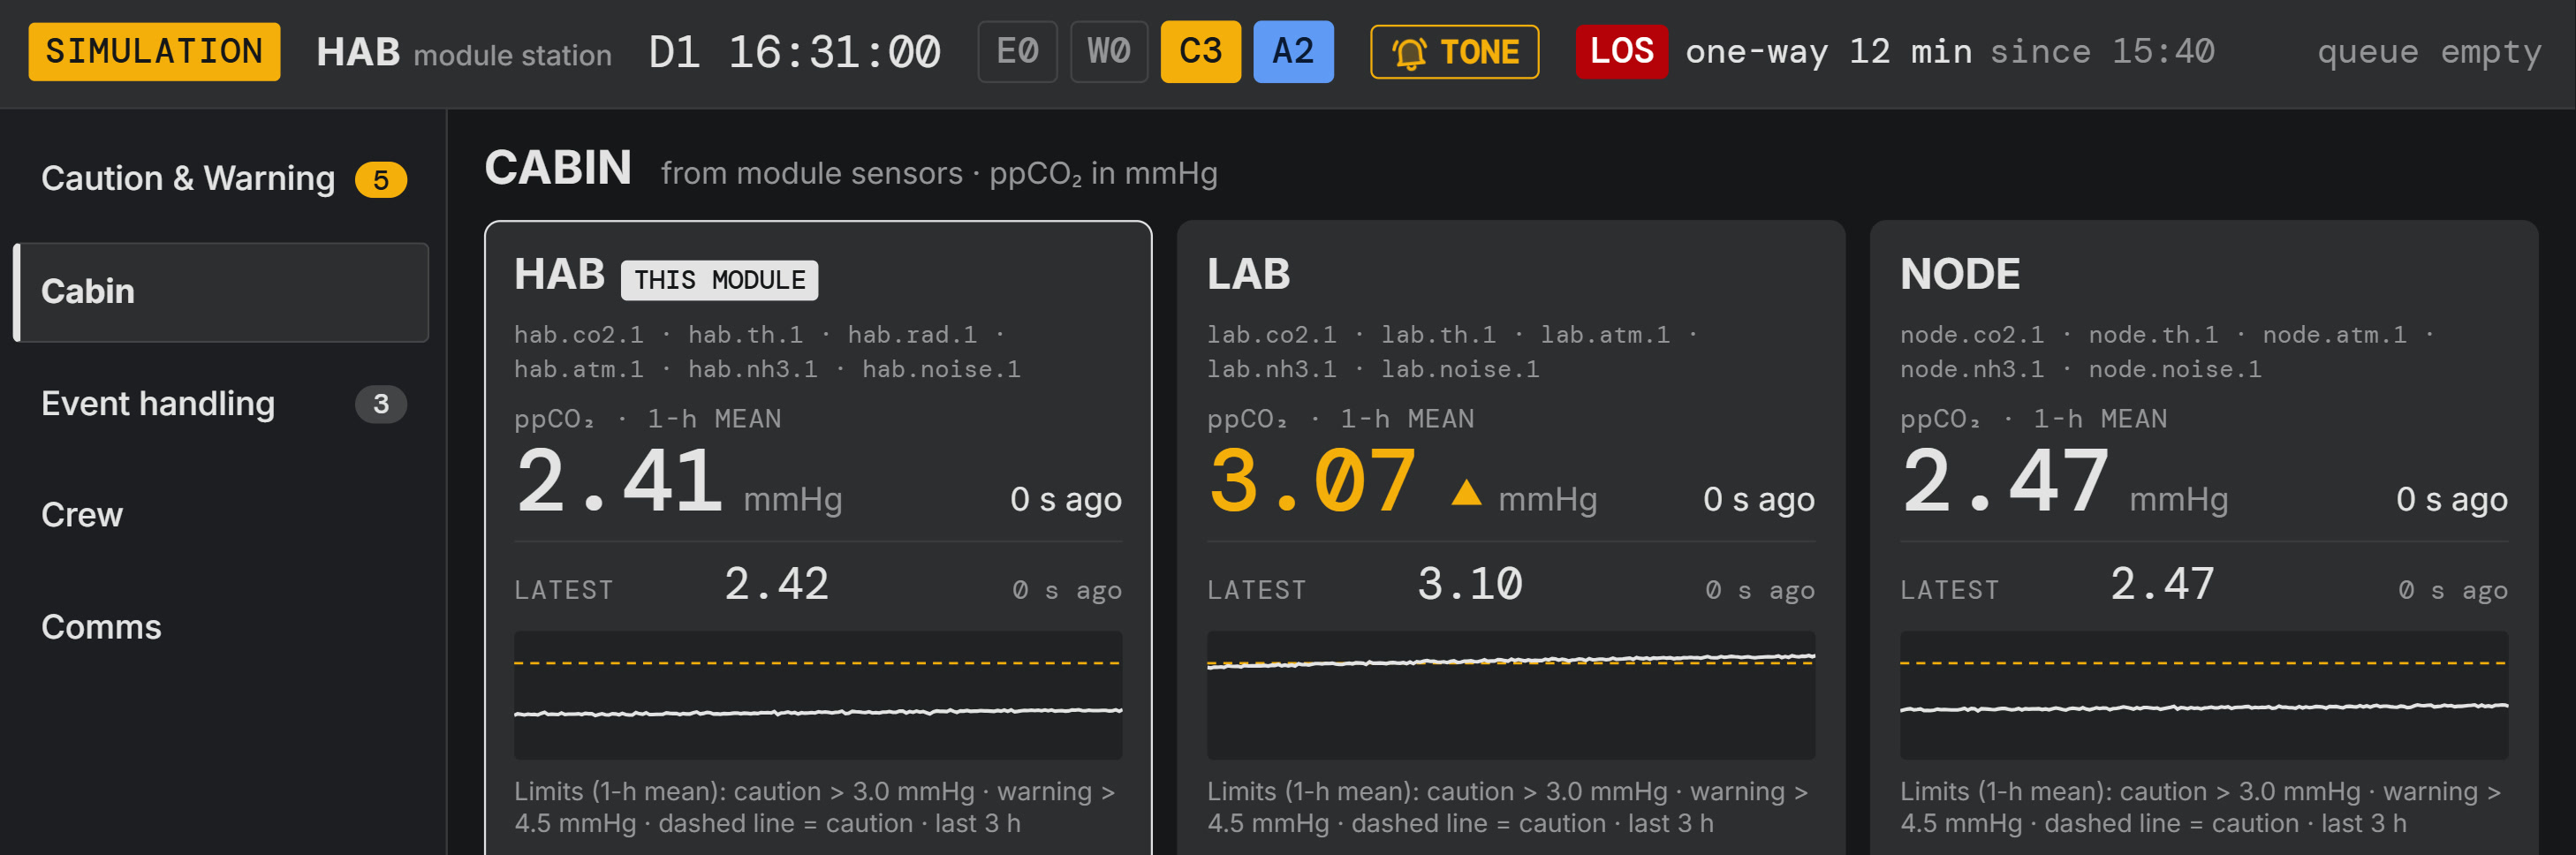 SIMULATION HAB module station D1 16:31:00 E0 W0 C3 A2 TONE LOS one-way 12 min since 15:40 queue empty
Caution & Warning 5
Cabin
Event handling 3
Crew
Comms
CABIN from module sensors · ppCO₂ in mmHg
HAB THIS MODULE
hab.co2.1 · hab.th.1 · hab.rad.1 ·
hab.atm.1 · hab.nh3.1 · hab.noise.1
ppCO₂ · 1-h MEAN
2.41 mmHg 0 s ago
LATEST 2.42 0 s ago
Limits (1-h mean): caution > 3.0 mmHg · warning >
4.5 mmHg · dashed line = caution · last 3 h
LAB
lab.co2.1 · lab.th.1 · lab.atm.1 ·
lab.nh3.1 · lab.noise.1
ppCO₂ · 1-h MEAN
3.07 ▲ mmHg 0 s ago
LATEST 3.10 0 s ago
Limits (1-h mean): caution > 3.0 mmHg · warning >
4.5 mmHg · dashed line = caution · last 3 h
NODE
node.co2.1 · node.th.1 · node.atm.1 ·
node.nh3.1 · node.noise.1
ppCO₂ · 1-h MEAN
2.47 mmHg 0 s ago
LATEST 2.47 0 s ago
Limits (1-h mean): caution > 3.0 mmHg · warning >
4.5 mmHg · dashed line = caution · last 3 h